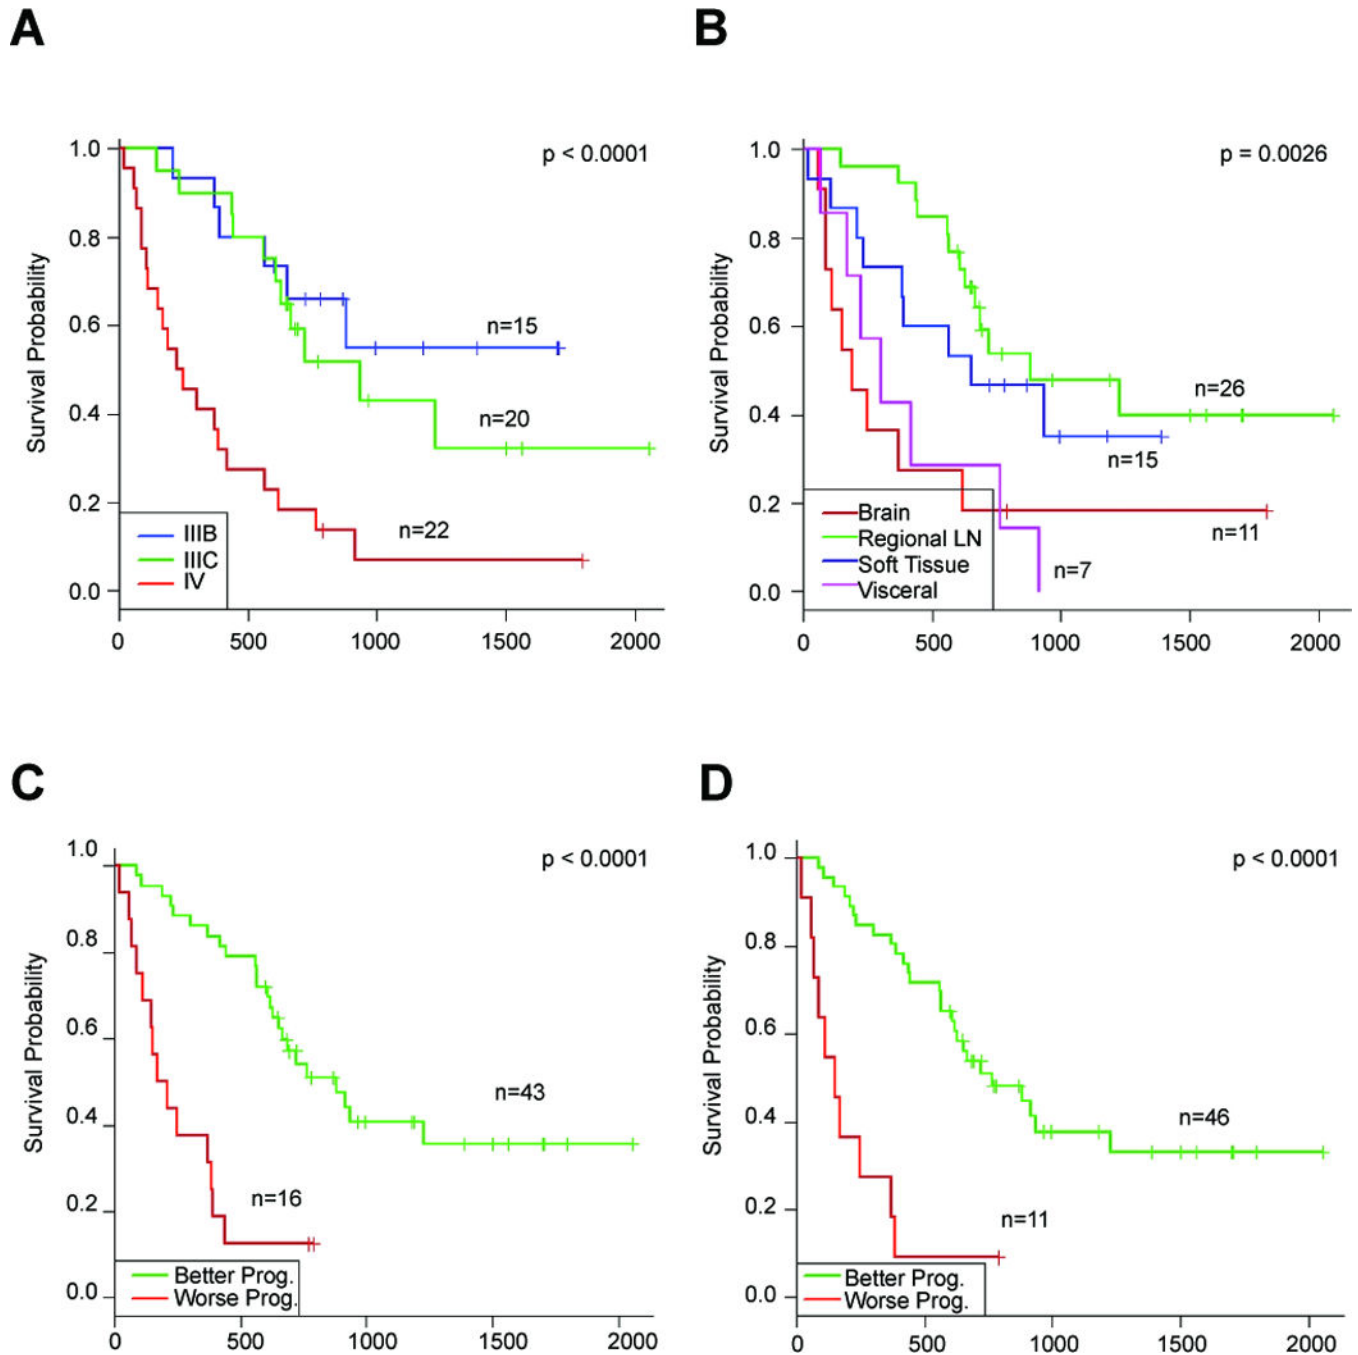 A
B
p < 0.0001
p = 0.0026
1.0
0.8
0.6
0.4
0.2
0.0
Survival Probability
n=15
n=20
n=22
IIIB
IIIC
IV
0 500 1000 1500 2000
1.0
0.8
0.6
0.4
0.2
0.0
Survival Probability
n=26
n=15
n=11
n=7
Brain
Regional LN
Soft Tissue
Visceral
0 500 1000 1500 2000
C
D
p < 0.0001
p < 0.0001
1.0
0.8
0.6
0.4
0.2
0.0
Survival Probability
n=43
n=16
Better Prog.
Worse Prog.
0 500 1000 1500 2000
1.0
0.8
0.6
0.4
0.2
0.0
Survival Probability
n=46
n=11
Better Prog.
Worse Prog.
0 500 1000 1500 2000